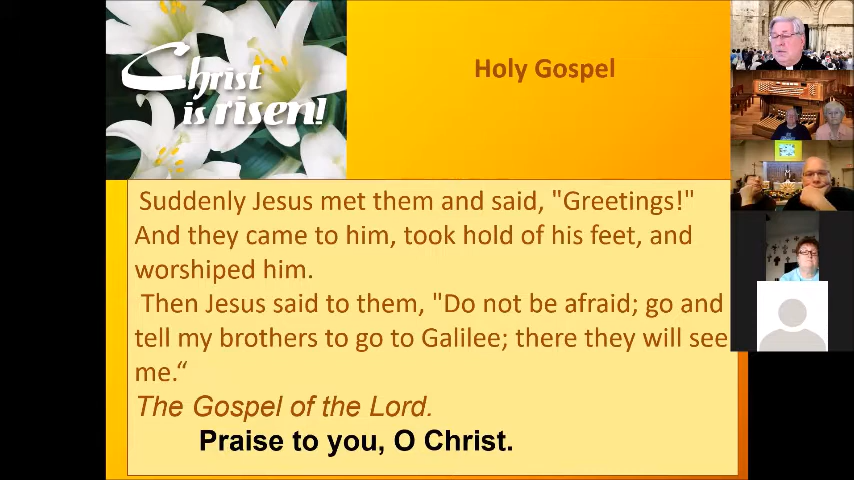 Christ
is risen!
Holy Gospel
Suddenly Jesus met them and said, "Greetings!"
And they came to him, took hold of his feet, and
worshiped him.
Then Jesus said to them, "Do not be afraid; go and
tell my brothers to go to Galilee; there they will see
me.“
The Gospel of the Lord.
Praise to you, O Christ.